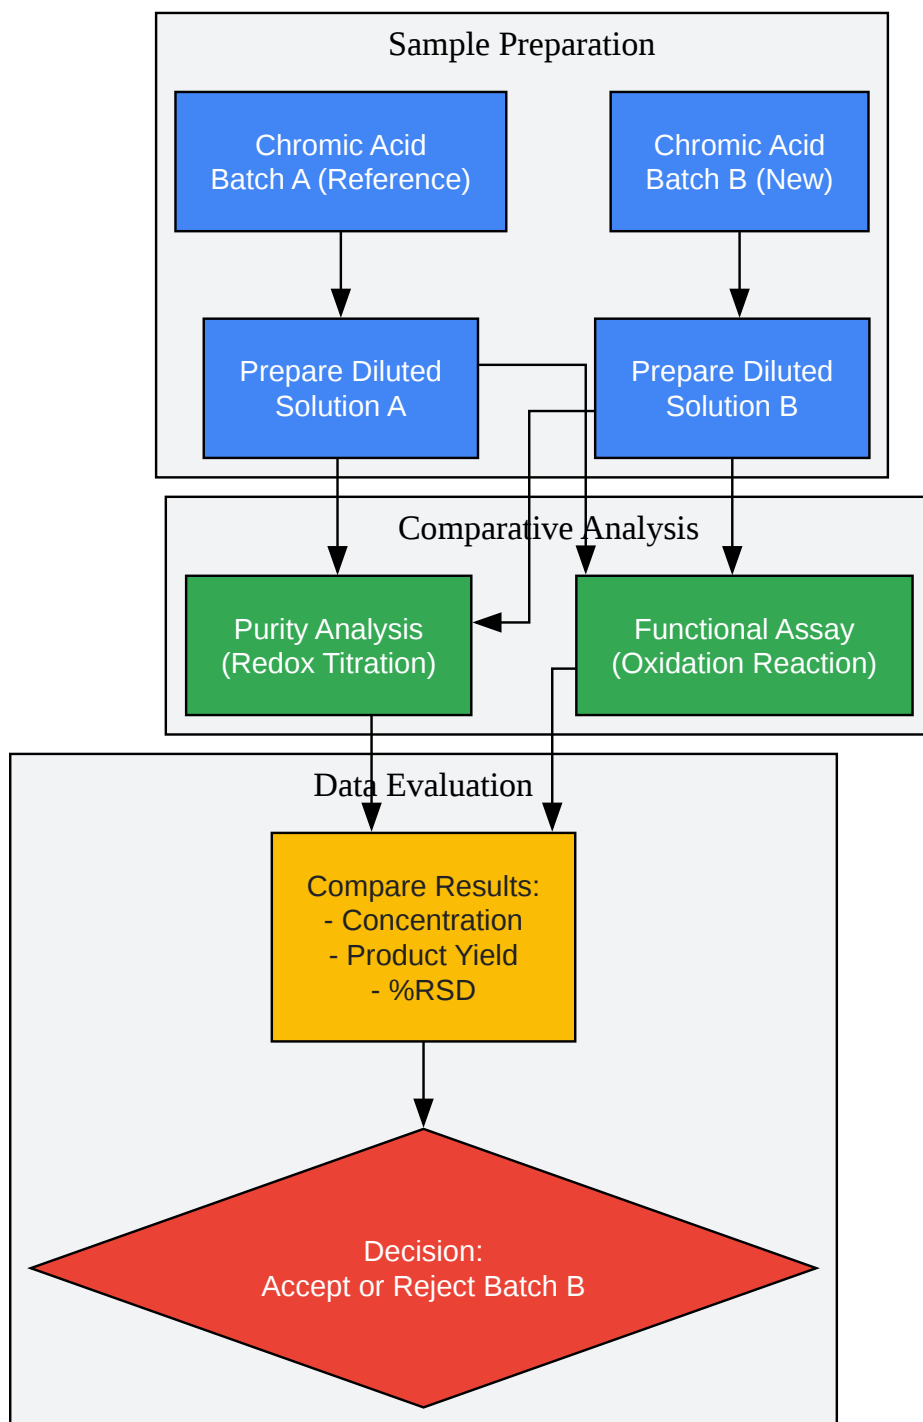 Sample Preparation
Chromic Acid
Batch A (Reference)
Chromic Acid
Batch B (New)
Prepare Diluted
Solution A
Prepare Diluted
Solution B
Comparative Analysis
Purity Analysis
(Redox Titration)
Functional Assay
(Oxidation Reaction)
Data Evaluation
Compare Results:
- Concentration
- Product Yield
- %RSD
Decision:
Accept or Reject Batch B